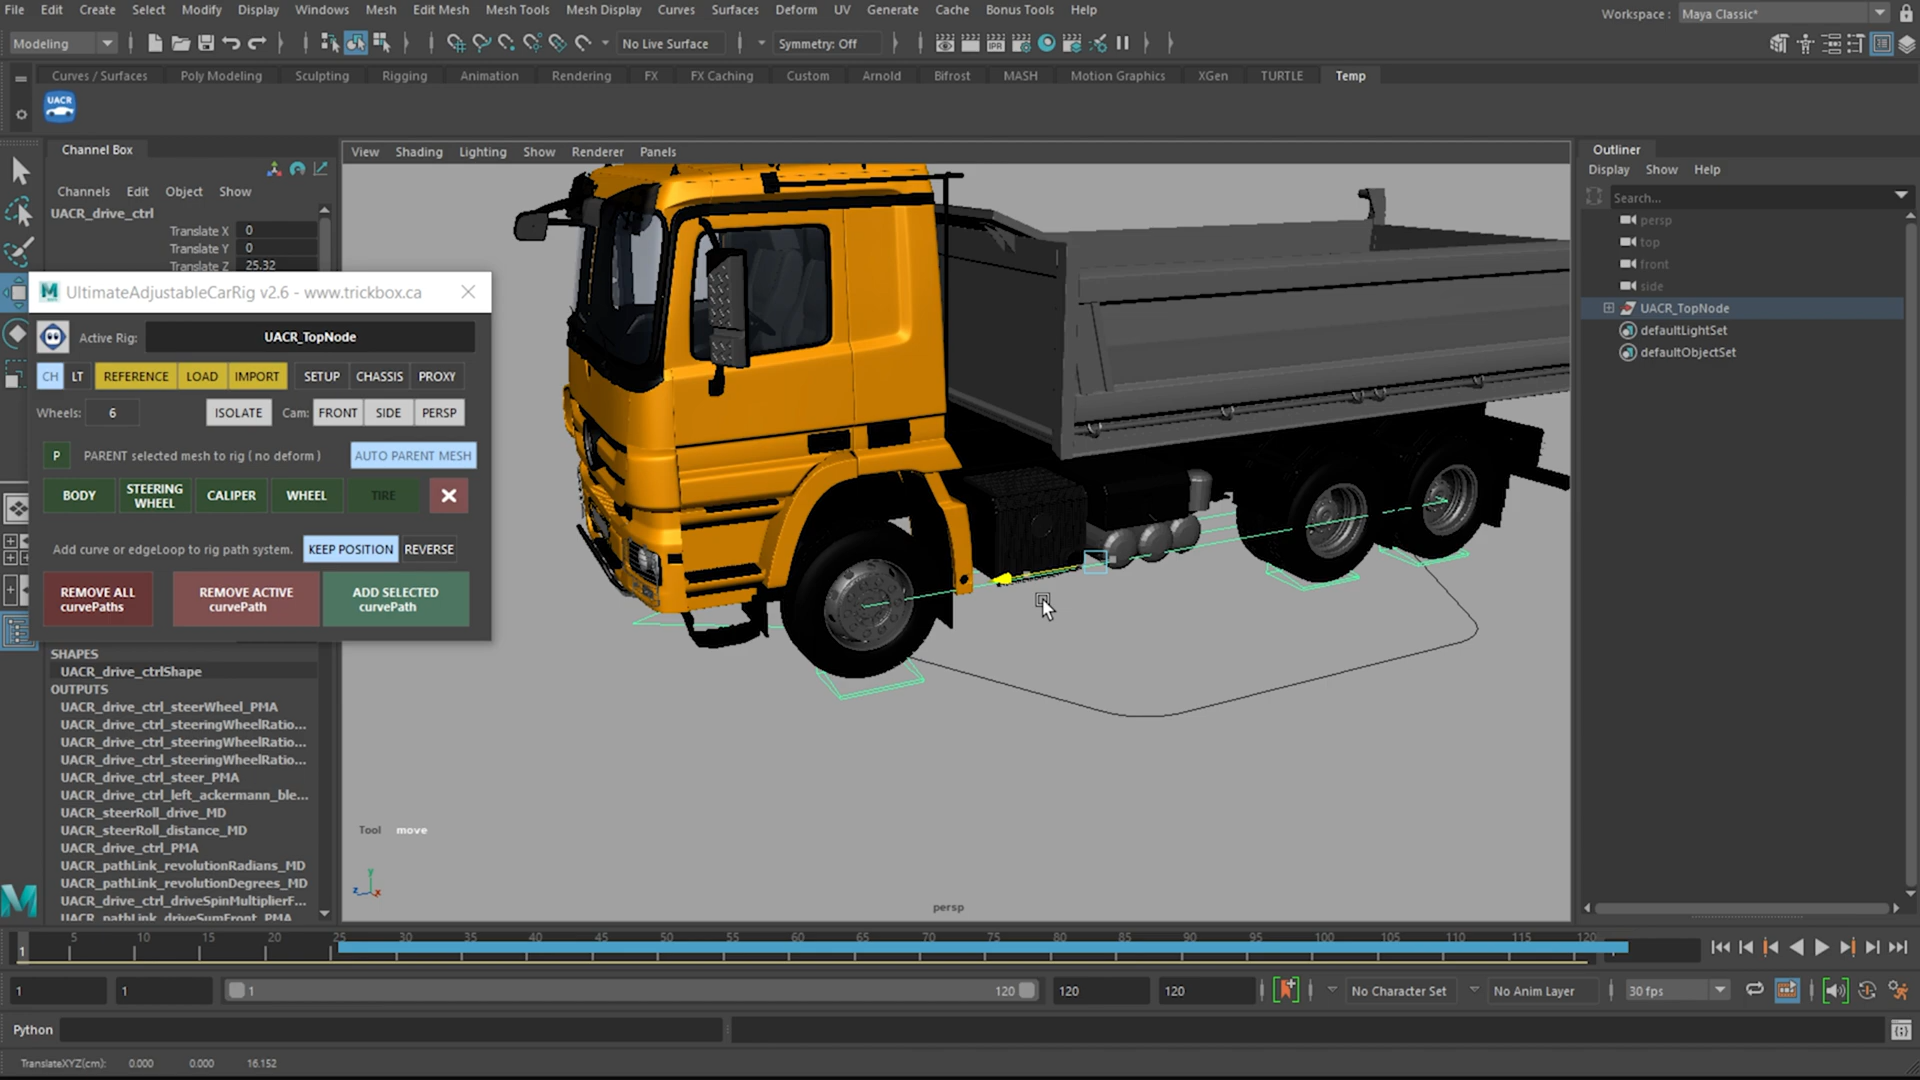 File Edit Create Select Modify Display Windows Mesh Edit Mesh Mesh Tools Mesh Display Curves Surfaces Deform UV Generate Cache Bonus Tools Help
Workspace : Maya Classic*
Modeling
No Live Surface
Symmetry: Off
IPR
Curves / Surfaces Poly Modeling Sculpting Rigging Animation Rendering FX FX Caching Custom Arnold Bifrost MASH Motion Graphics XGen TURTLE Temp
UACR
Channel Box
Channels Edit Object Show
UACR_drive_ctrl
Translate X 0
Translate Y 0
Translate Z 25.32
View Shading Lighting Show Renderer Panels
Outliner
Display Show Help
Search...
persp
top
front
side
UACR_TopNode
defaultLightSet
defaultObjectSet
UltimateAdjustableCarRig v2.6 - www.trickbox.ca
Active Rig: UACR_TopNode
CH LT REFERENCE LOAD IMPORT SETUP CHASSIS PROXY
Wheels: 6 ISOLATE Cam: FRONT SIDE PERSP
P PARENT selected mesh to rig ( no deform ) AUTO PARENT MESH
BODY STEERING WHEEL CALIPER WHEEL TIRE
Add curve or edgeLoop to rig path system. KEEP POSITION REVERSE
REMOVE ALL curvePaths REMOVE ACTIVE curvePath ADD SELECTED curvePath
SHAPES
UACR_drive_ctrlShape
OUTPUTS
UACR_drive_ctrl_steerWheel_PMA
UACR_drive_ctrl_steeringWheelRatio...
UACR_drive_ctrl_steeringWheelRatio...
UACR_drive_ctrl_steeringWheelRatio...
UACR_drive_ctrl_steer_PMA
UACR_drive_ctrl_left_ackermann_ble...
UACR_steerRoll_drive_MD
UACR_steerRoll_distance_MD
UACR_drive_ctrl_PMA
UACR_pathLink_revolutionRadians_MD
UACR_pathLink_revolutionDegrees_MD
UACR_drive_ctrl_driveSpinMultiplierF...
UACR_pathLink_driveSumFront_PMA
Tool move
y
z x
persp
1 5 10 15 20 25 30 35 40 45 50 55 60 65 70 75 80 85 90 95 100 105 110 115 120
1 1 1 120 120 120 No Character Set No Anim Layer 30 fps
Python
TranslateXYZ(cm): 0.000 0.000 16.152